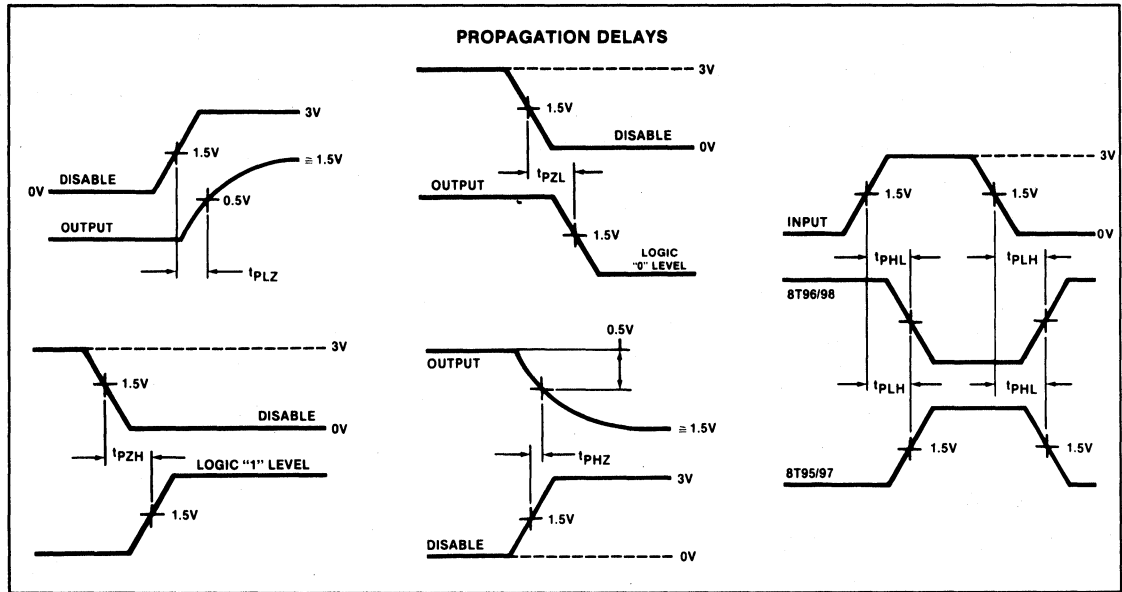 PROPAGATION DELAYS
3V
1.5V
≅ 1.5V
DISABLE
0V
0.5V
OUTPUT
tPLZ
3V
1.5V
DISABLE
0V
tPZL
OUTPUT
1.5V
LOGIC
"0" LEVEL
3V
1.5V
1.5V
INPUT
0V
tPHL
tPLH
8T96/98
tPLH
tPHL
1.5V
1.5V
8T95/97
3V
1.5V
DISABLE
0V
tPZH
LOGIC "1" LEVEL
1.5V
0.5V
OUTPUT
≅ 1.5V
tPHZ
3V
1.5V
DISABLE
0V